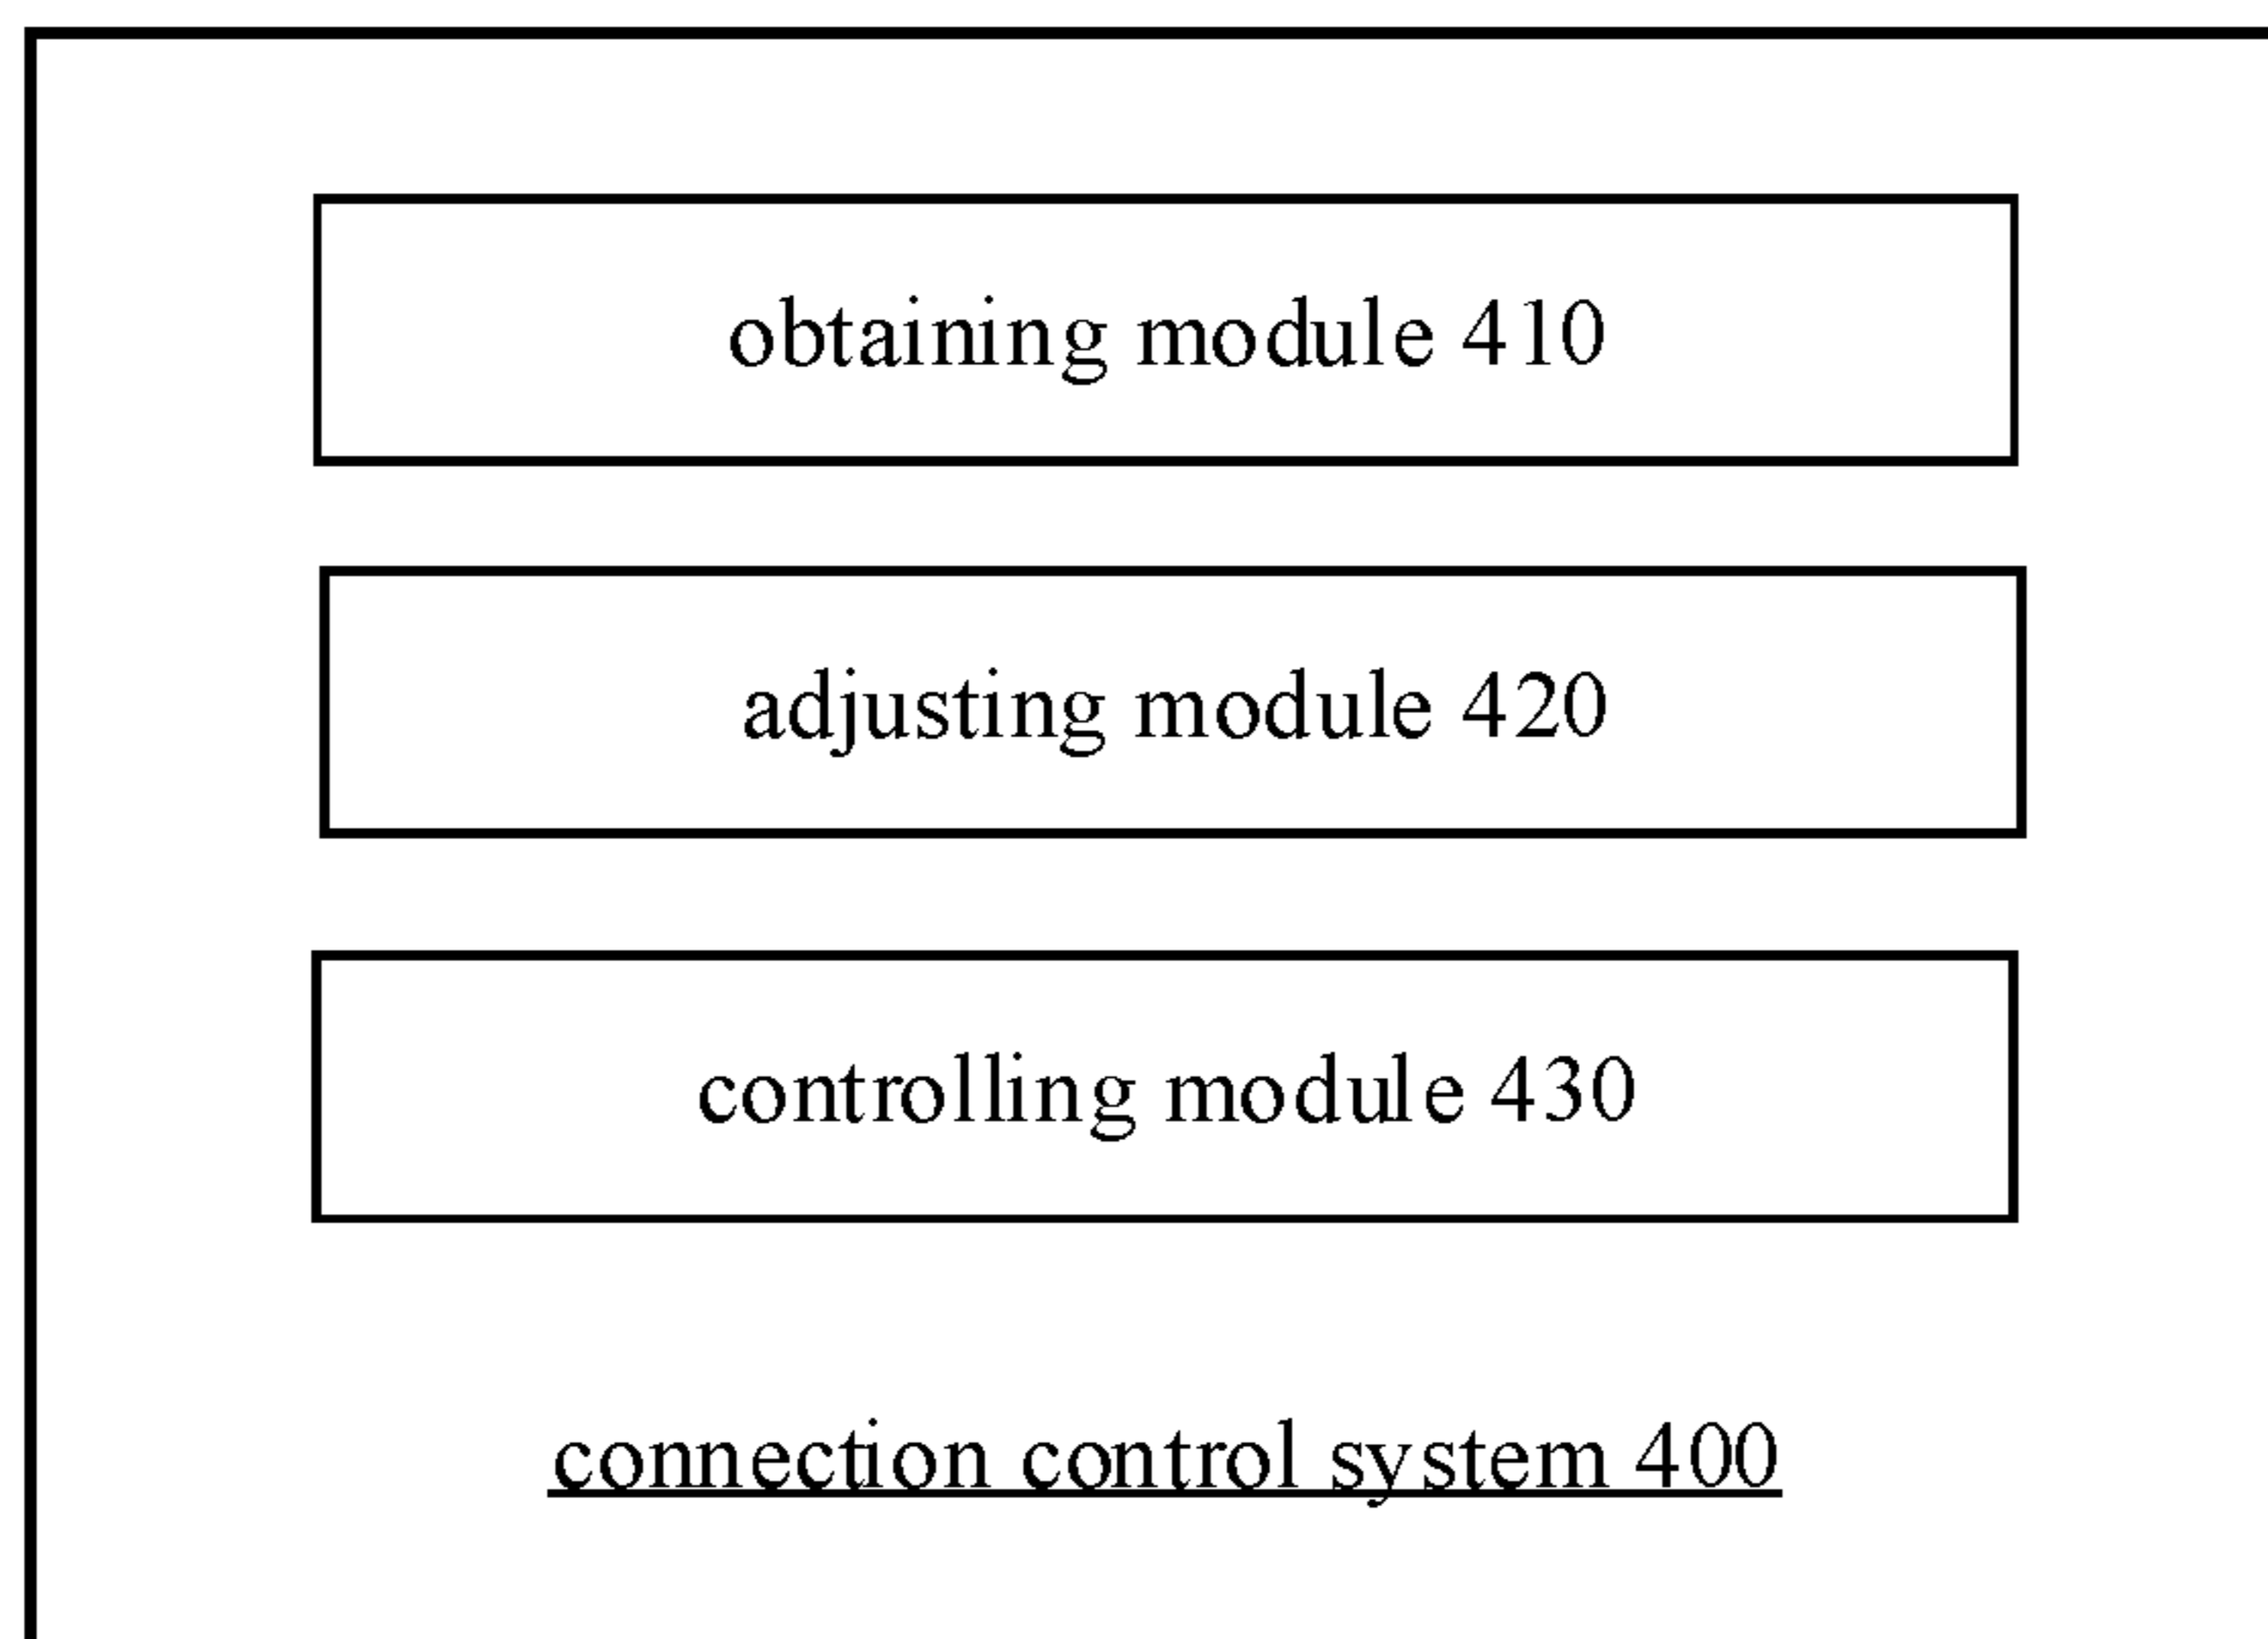 obtaining module 410
adjusting module 420
controlling module 430
connection control system 400